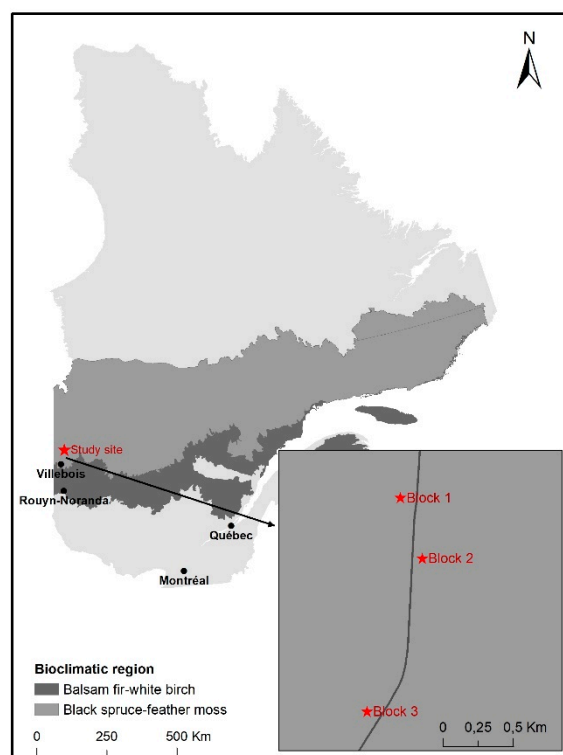 N
Study site
Villebois
Rouyn-Noranda
Québec
Montréal
Block 1
Block 2
Block 3
Bioclimatic region
Balsam fir-white birch
Black spruce-feather moss
0 250 500 Km
0 0,25 0,5 Km